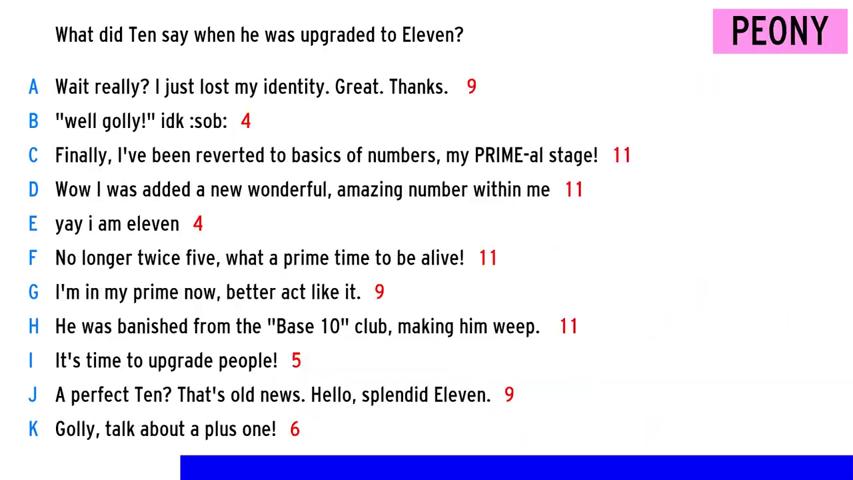 What did Ten say when he was upgraded to Eleven?
PEONY
A Wait really? I just lost my identity. Great. Thanks. 9
B "well golly!" idk :sob: 4
C Finally, I've been reverted to basics of numbers, my PRIME-al stage! 11
D Wow I was added a new wonderful, amazing number within me 11
E yay i am eleven 4
F No longer twice five, what a prime time to be alive! 11
G I'm in my prime now, better act like it. 9
H He was banished from the "Base 10" club, making him weep. 11
I It's time to upgrade people! 5
J A perfect Ten? That's old news. Hello, splendid Eleven. 9
K Golly, talk about a plus one! 6